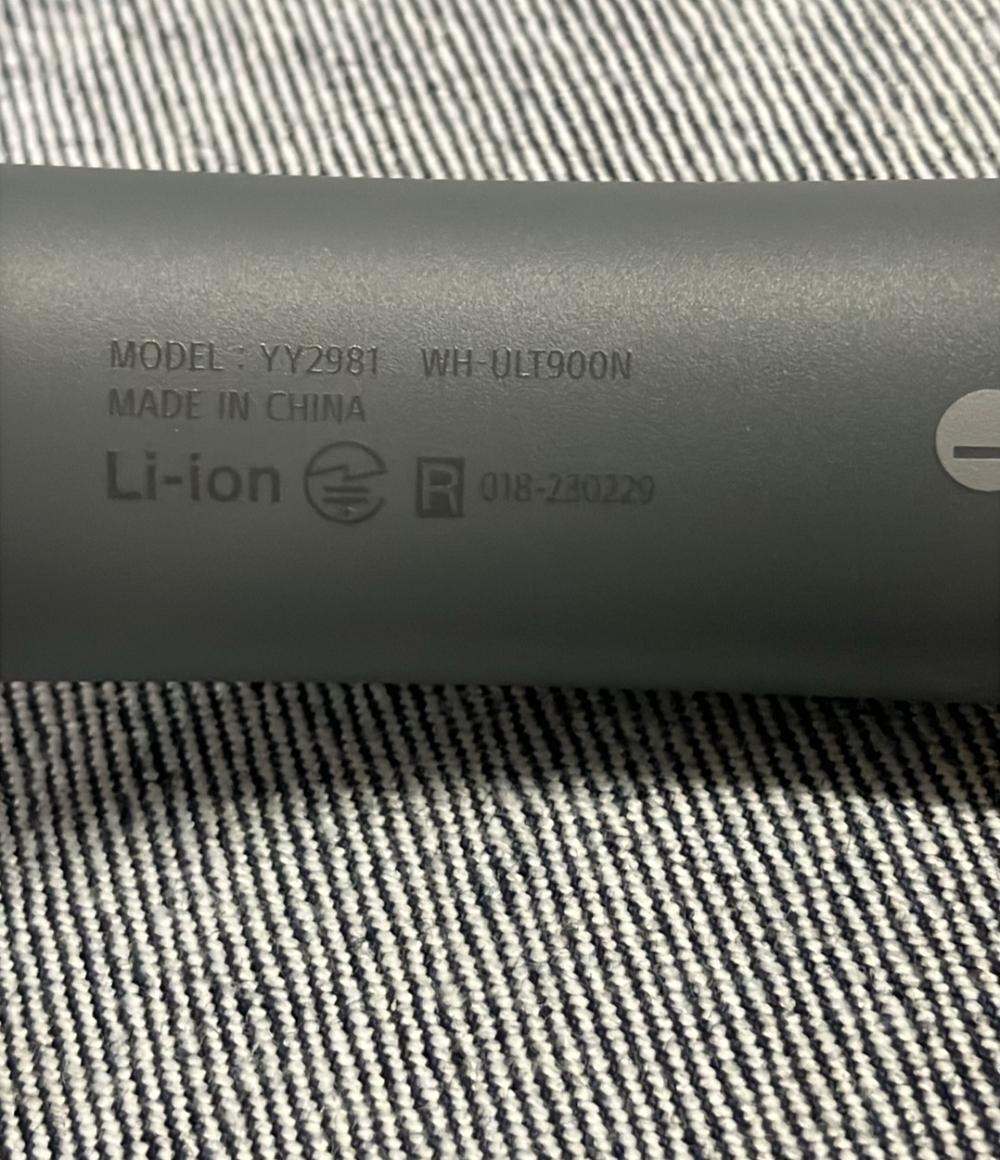 MODEL : YY2981 WH-ULT900N
MADE IN CHINA
Li-ion R 018-230229